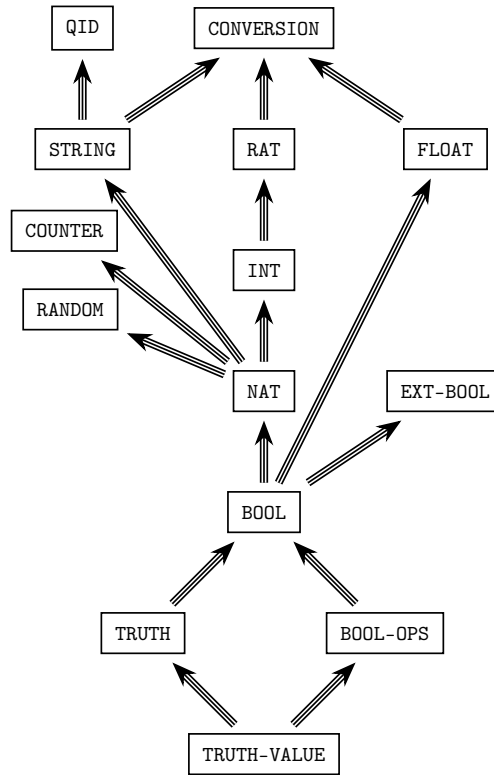 QID
CONVERSION
STRING
RAT
FLOAT
COUNTER
INT
RANDOM
NAT
EXT-BOOL
BOOL
TRUTH
BOOL-OPS
TRUTH-VALUE